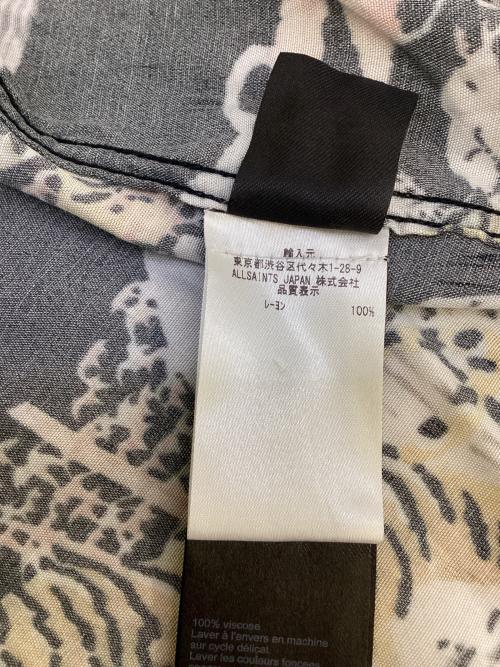 輸入元
東京都渋谷区代々木1-28-9
ALLSAINTS JAPAN 株式会社
品質表示
レーヨン 100%
100% viscose
Laver à l'envers en machine
sur cycle délicat.
Laver les couleurs foncées